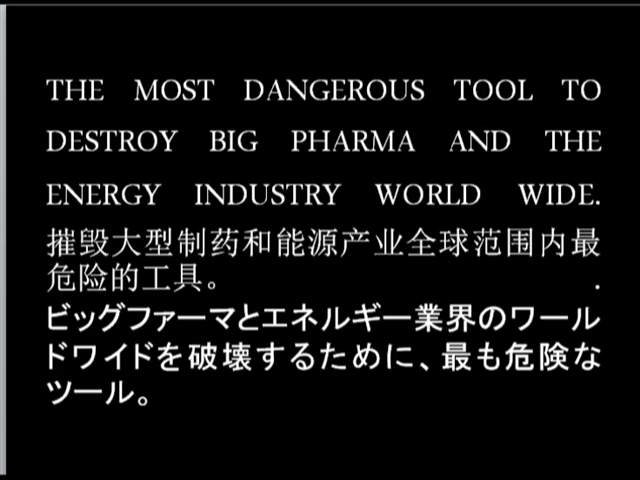 THE MOST DANGEROUS TOOL TO
DESTROY BIG PHARMA AND THE
ENERGY INDUSTRY WORLD WIDE.
摧毁大型制药和能源产业全球范围内最
危险的工具。 .
ビッグファーマとエネルギー業界のワール
ドワイドを破壊するために、最も危険な
ツール。